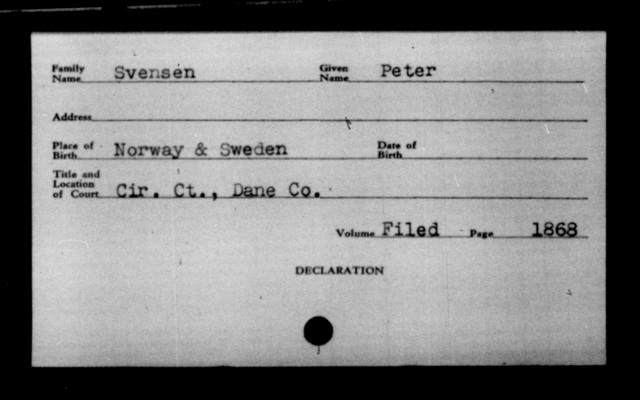 Family Name Svensen Given Name Peter
Address
Place of Birth Norway & Sweden Date of Birth
Title and Location of Court Cir. Ct., Dane Co.
Volume Filed Page 1868
DECLARATION